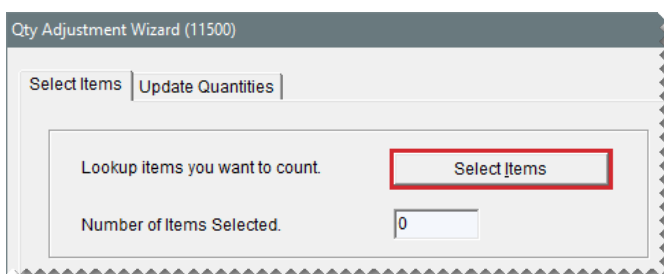 Qty Adjustment Wizard (11500)
Select Items Update Quantities
Lookup items you want to count. Select Items
Number of Items Selected. 0